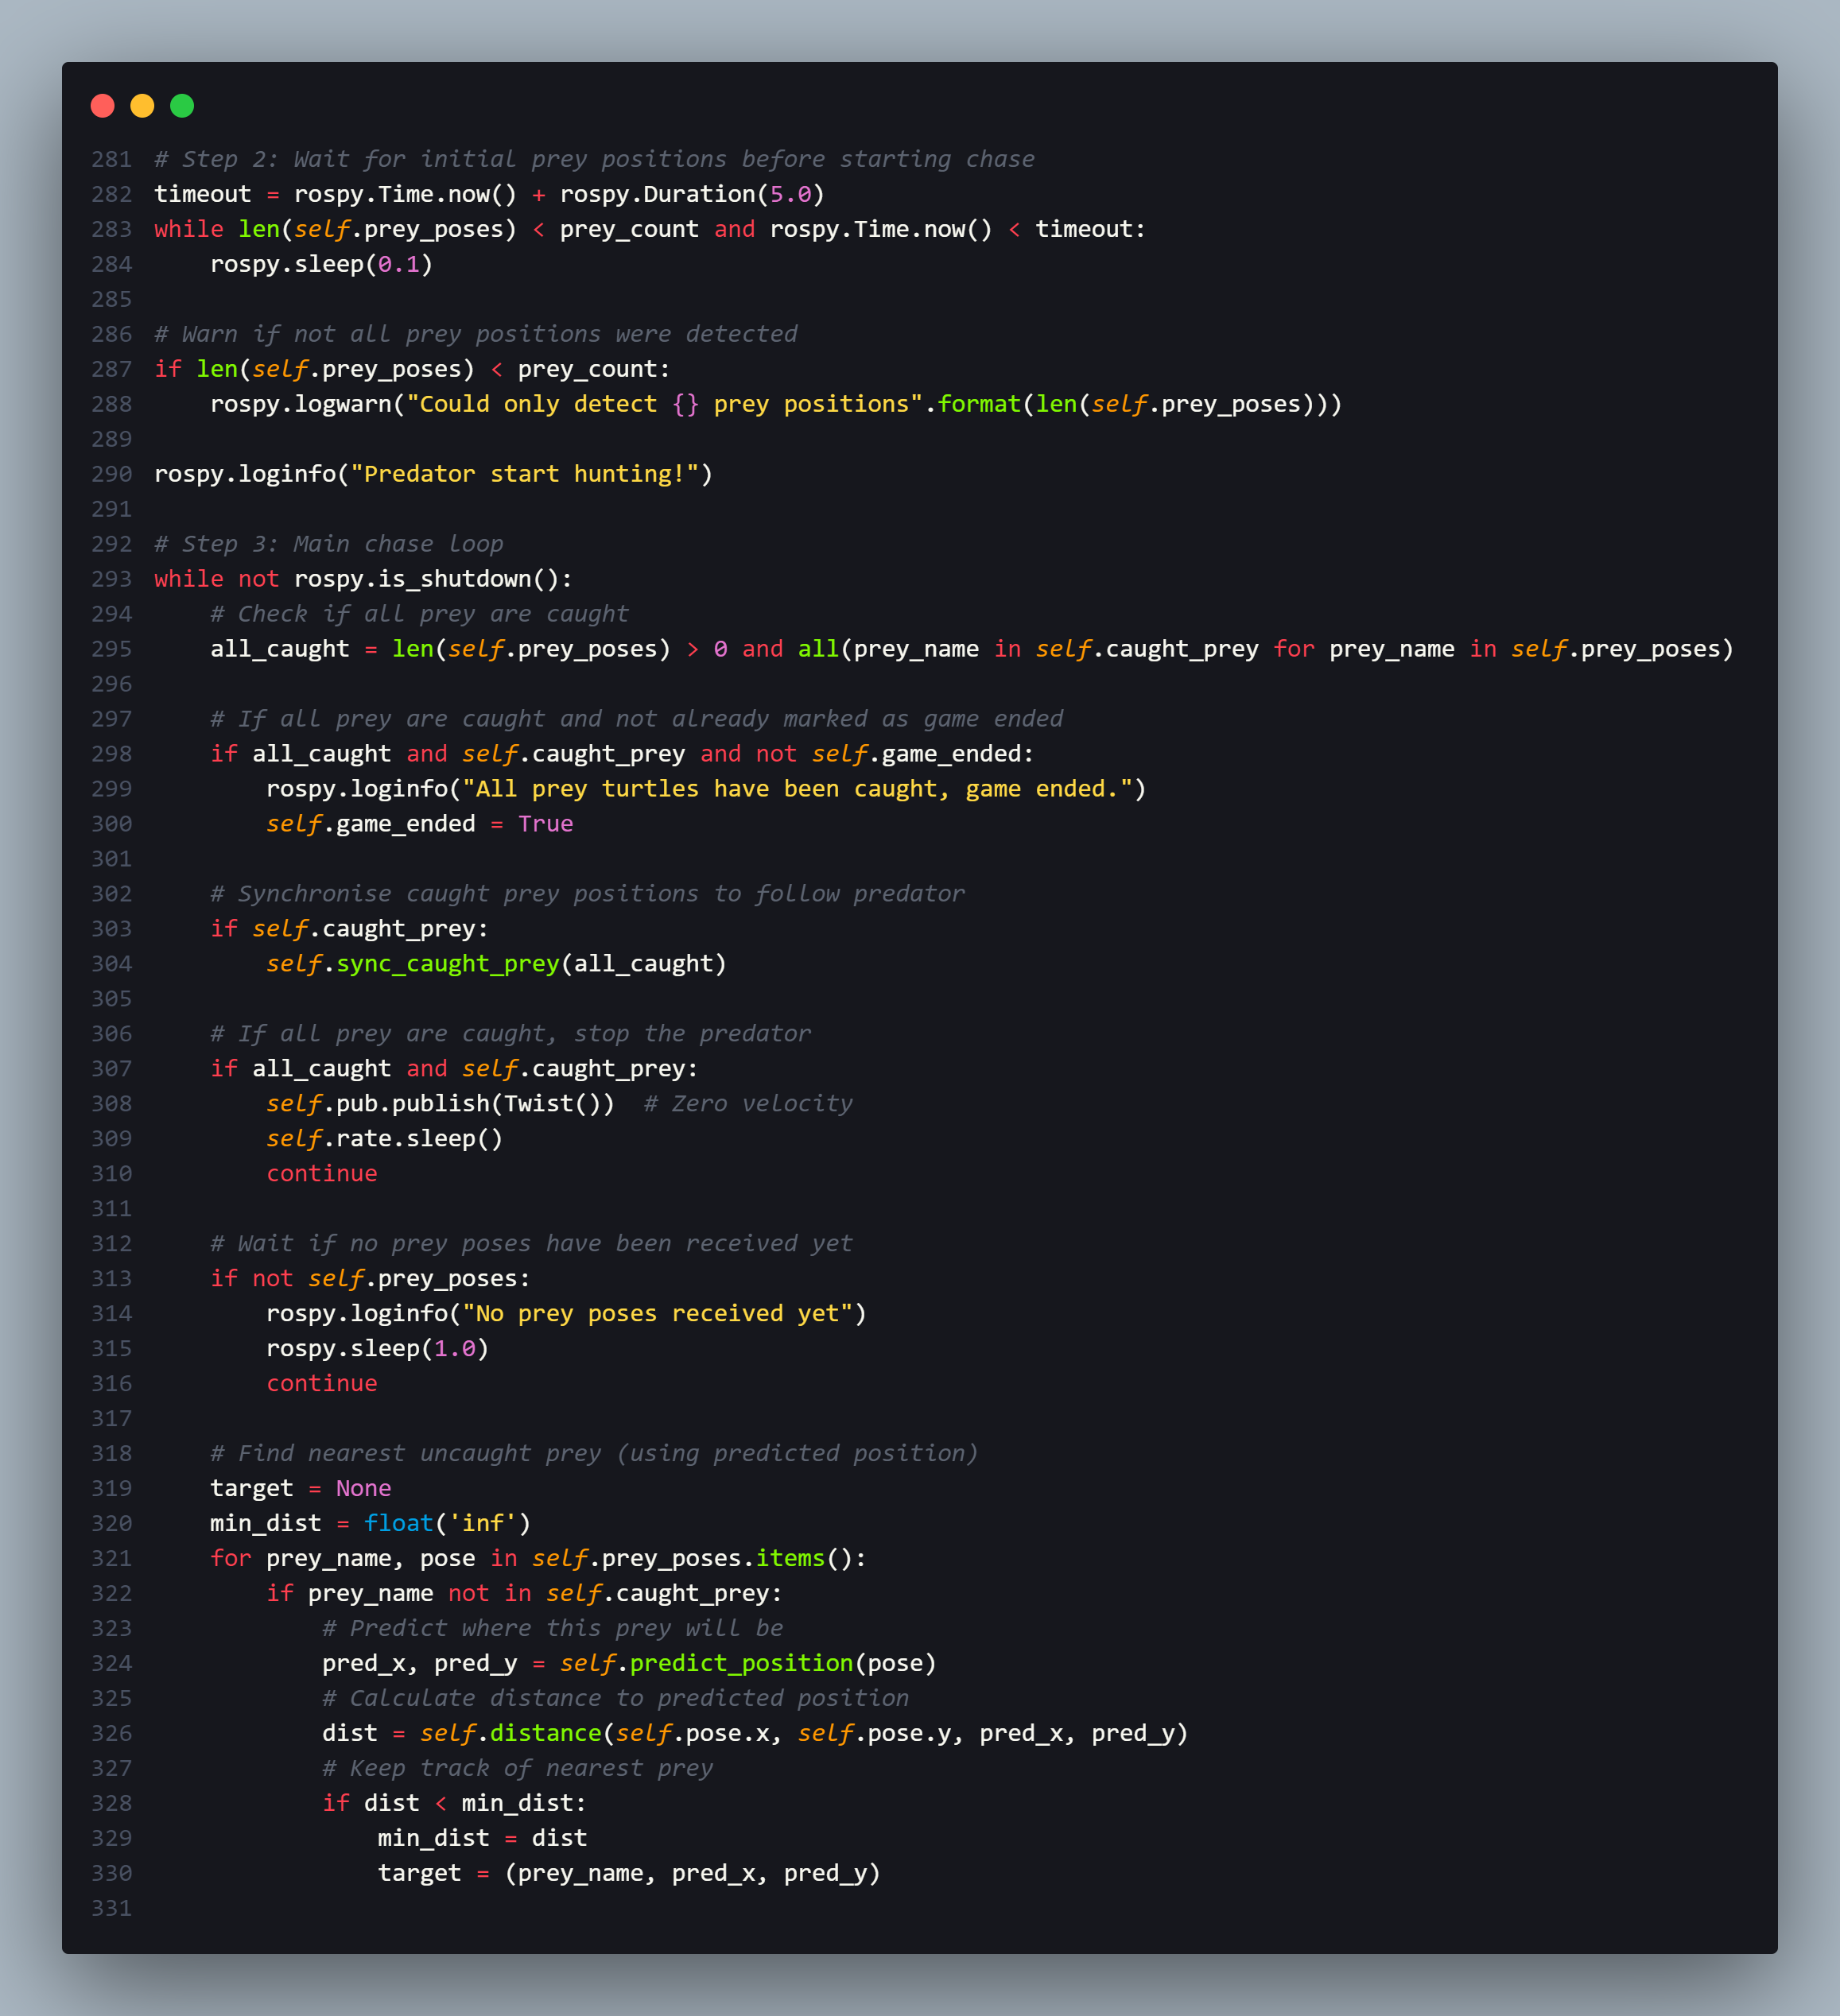 281 # Step 2: Wait for initial prey positions before starting chase
282 timeout = rospy.Time.now() + rospy.Duration(5.0)
283 while len(self.prey_poses) < prey_count and rospy.Time.now() < timeout:
284     rospy.sleep(0.1)
285
286 # Warn if not all prey positions were detected
287 if len(self.prey_poses) < prey_count:
288     rospy.logwarn("Could only detect {} prey positions".format(len(self.prey_poses)))
289
290 rospy.loginfo("Predator start hunting!")
291
292 # Step 3: Main chase loop
293 while not rospy.is_shutdown():
294     # Check if all prey are caught
295     all_caught = len(self.prey_poses) > 0 and all(prey_name in self.caught_prey for prey_name in self.prey_poses)
296
297     # If all prey are caught and not already marked as game ended
298     if all_caught and self.caught_prey and not self.game_ended:
299         rospy.loginfo("All prey turtles have been caught, game ended.")
300         self.game_ended = True
301
302     # Synchronise caught prey positions to follow predator
303     if self.caught_prey:
304         self.sync_caught_prey(all_caught)
305
306     # If all prey are caught, stop the predator
307     if all_caught and self.caught_prey:
308         self.pub.publish(Twist())  # Zero velocity
309         self.rate.sleep()
310         continue
311
312     # Wait if no prey poses have been received yet
313     if not self.prey_poses:
314         rospy.loginfo("No prey poses received yet")
315         rospy.sleep(1.0)
316         continue
317
318     # Find nearest uncaught prey (using predicted position)
319     target = None
320     min_dist = float('inf')
321     for prey_name, pose in self.prey_poses.items():
322         if prey_name not in self.caught_prey:
323             # Predict where this prey will be
324             pred_x, pred_y = self.predict_position(pose)
325             # Calculate distance to predicted position
326             dist = self.distance(self.pose.x, self.pose.y, pred_x, pred_y)
327             # Keep track of nearest prey
328             if dist < min_dist:
329                 min_dist = dist
330                 target = (prey_name, pred_x, pred_y)
331